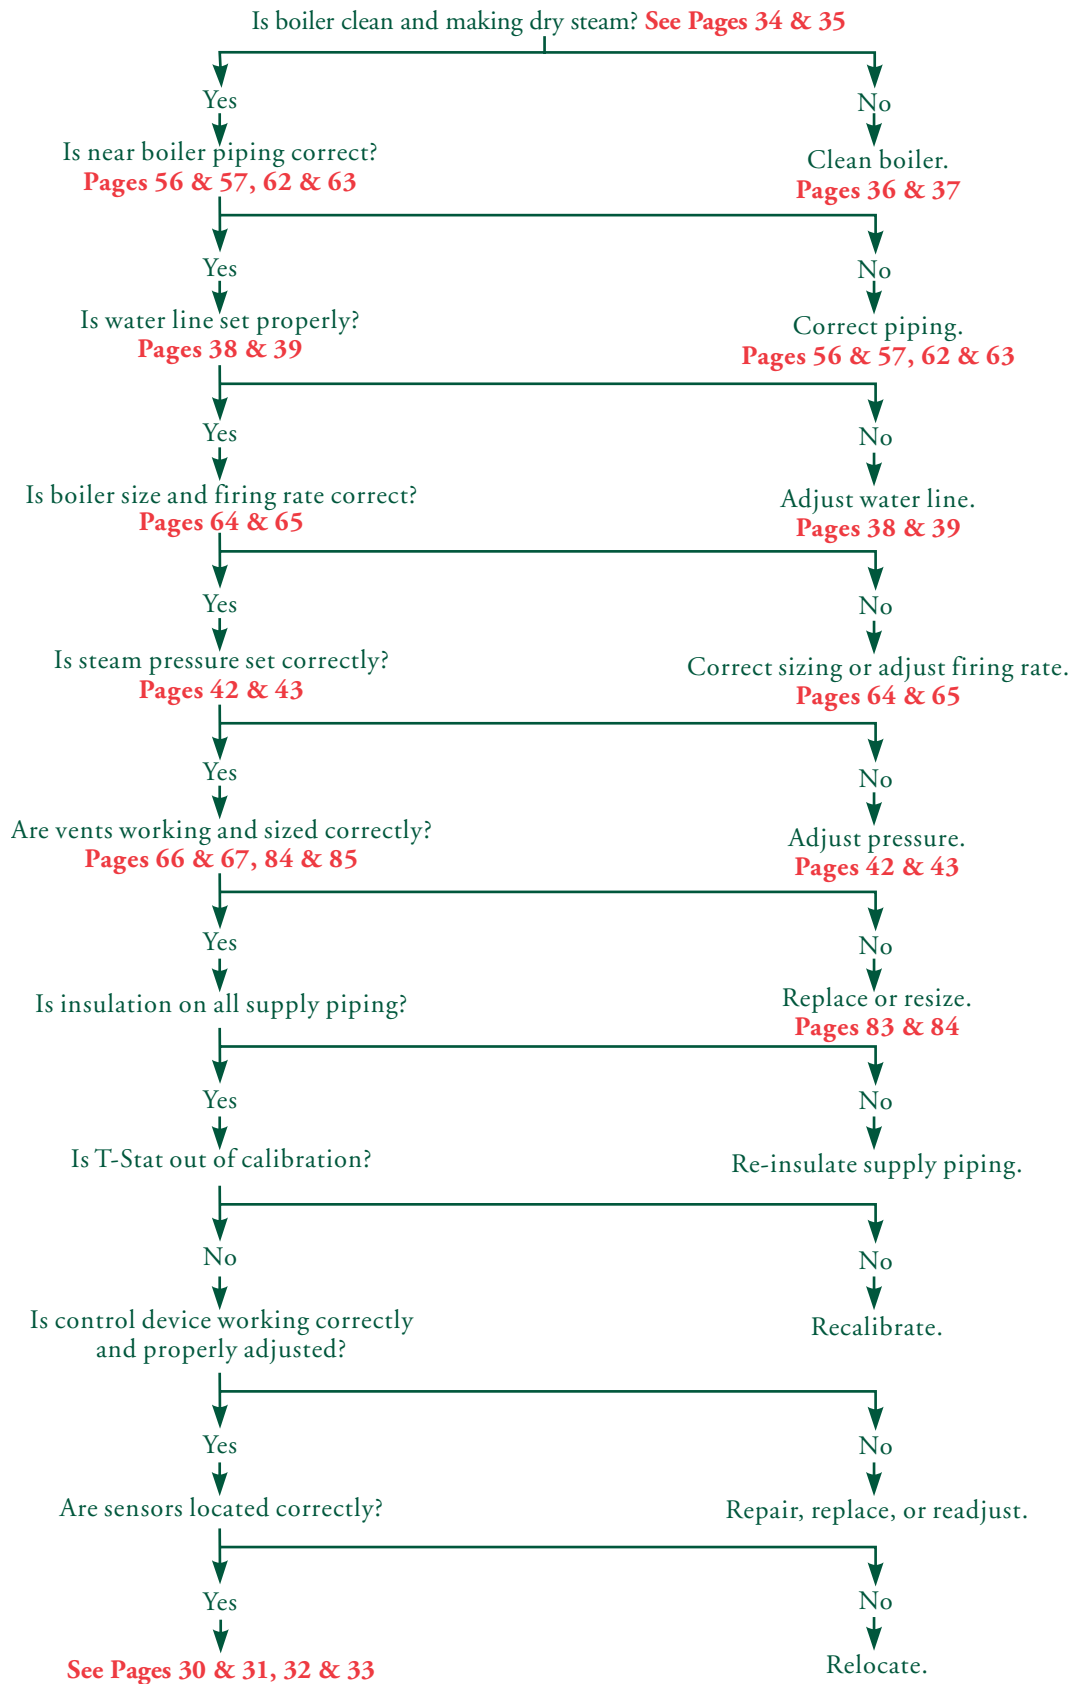 Is boiler clean and making dry steam? See Pages 34 & 35
Yes
No
Is near boiler piping correct?
Pages 56 & 57, 62 & 63
Clean boiler.
Pages 36 & 37
Yes
No
Is water line set properly?
Pages 38 & 39
Correct piping.
Pages 56 & 57, 62 & 63
Yes
No
Is boiler size and firing rate correct?
Pages 64 & 65
Adjust water line.
Pages 38 & 39
Yes
No
Is steam pressure set correctly?
Pages 42 & 43
Correct sizing or adjust firing rate.
Pages 64 & 65
Yes
No
Are vents working and sized correctly?
Pages 66 & 67, 84 & 85
Adjust pressure.
Pages 42 & 43
Yes
No
Is insulation on all supply piping?
Replace or resize.
Pages 83 & 84
Yes
No
Is T-Stat out of calibration?
Re-insulate supply piping.
No
No
Is control device working correctly
and properly adjusted?
Recalibrate.
Yes
No
Are sensors located correctly?
Repair, replace, or readjust.
Yes
No
See Pages 30 & 31, 32 & 33
Relocate.